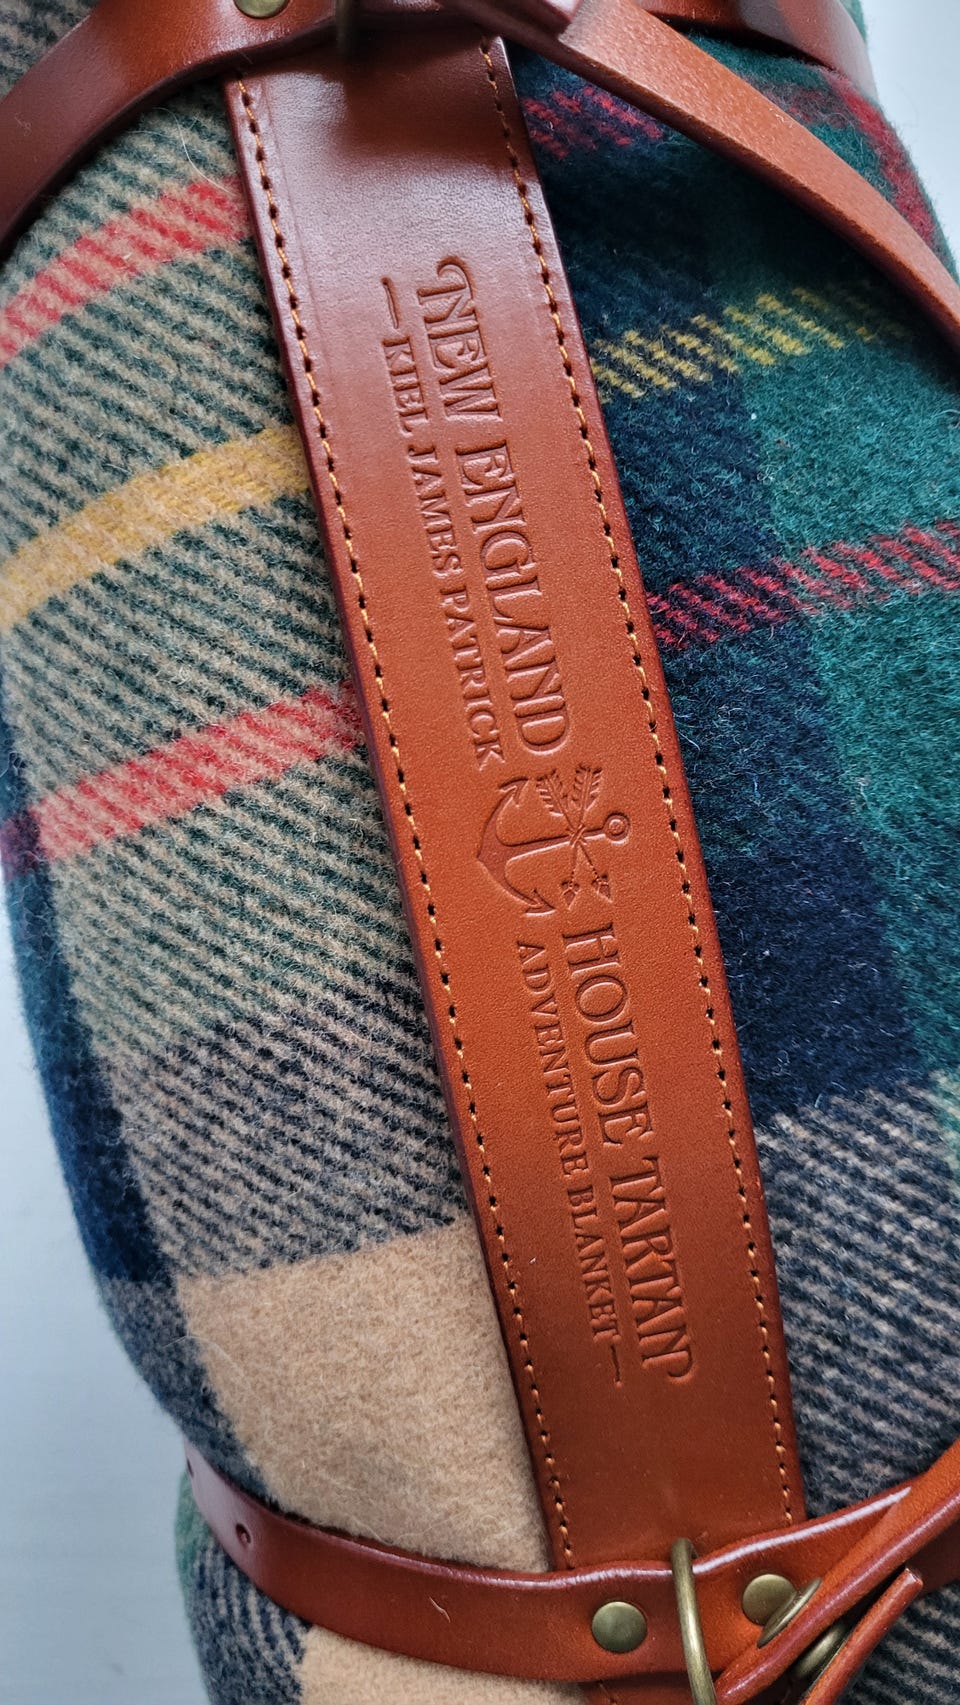 NEW ENGLAND HOUSE TARTAN
— KIEL JAMES PATRICK ADVENTURE BLANKET —